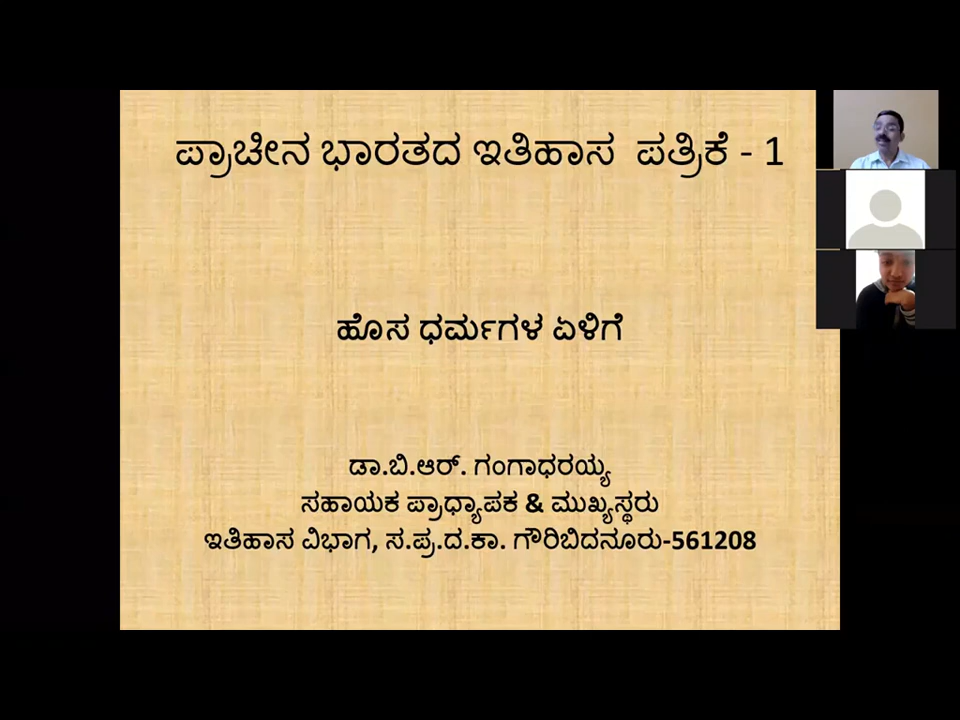 ಪ್ರಾಚೀನ ಭಾರತದ ಇತಿಹಾಸ ಪತ್ರಿಕೆ - 1
ಹೊಸ ಧರ್ಮಗಳ ಏಳಿಗೆ
ಡಾ.ಬಿ.ಆರ್. ಗಂಗಾಧರಯ್ಯ
ಸಹಾಯಕ ಪ್ರಾಧ್ಯಾಪಕ & ಮುಖ್ಯಸ್ಥರು
ಇತಿಹಾಸ ವಿಭಾಗ, ಸ.ಪ್ರ.ದ.ಕಾ. ಗೌರಿಬಿದನೂರು-561208